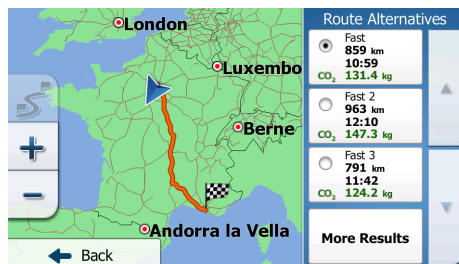 London
Luxembo
Berne
Andorra la Vella
+
−
Back
Route Alternatives
Fast
859 km
10:59
CO₂ 131.4 kg
Fast 2
963 km
12:10
CO₂ 147.3 kg
Fast 3
791 km
11:42
CO₂ 124.2 kg
More Results